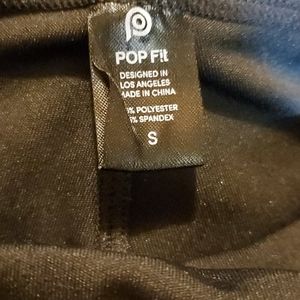 POP Fit
DESIGNED IN
LOS ANGELES
MADE IN CHINA
% POLYESTER
% SPANDEX
S